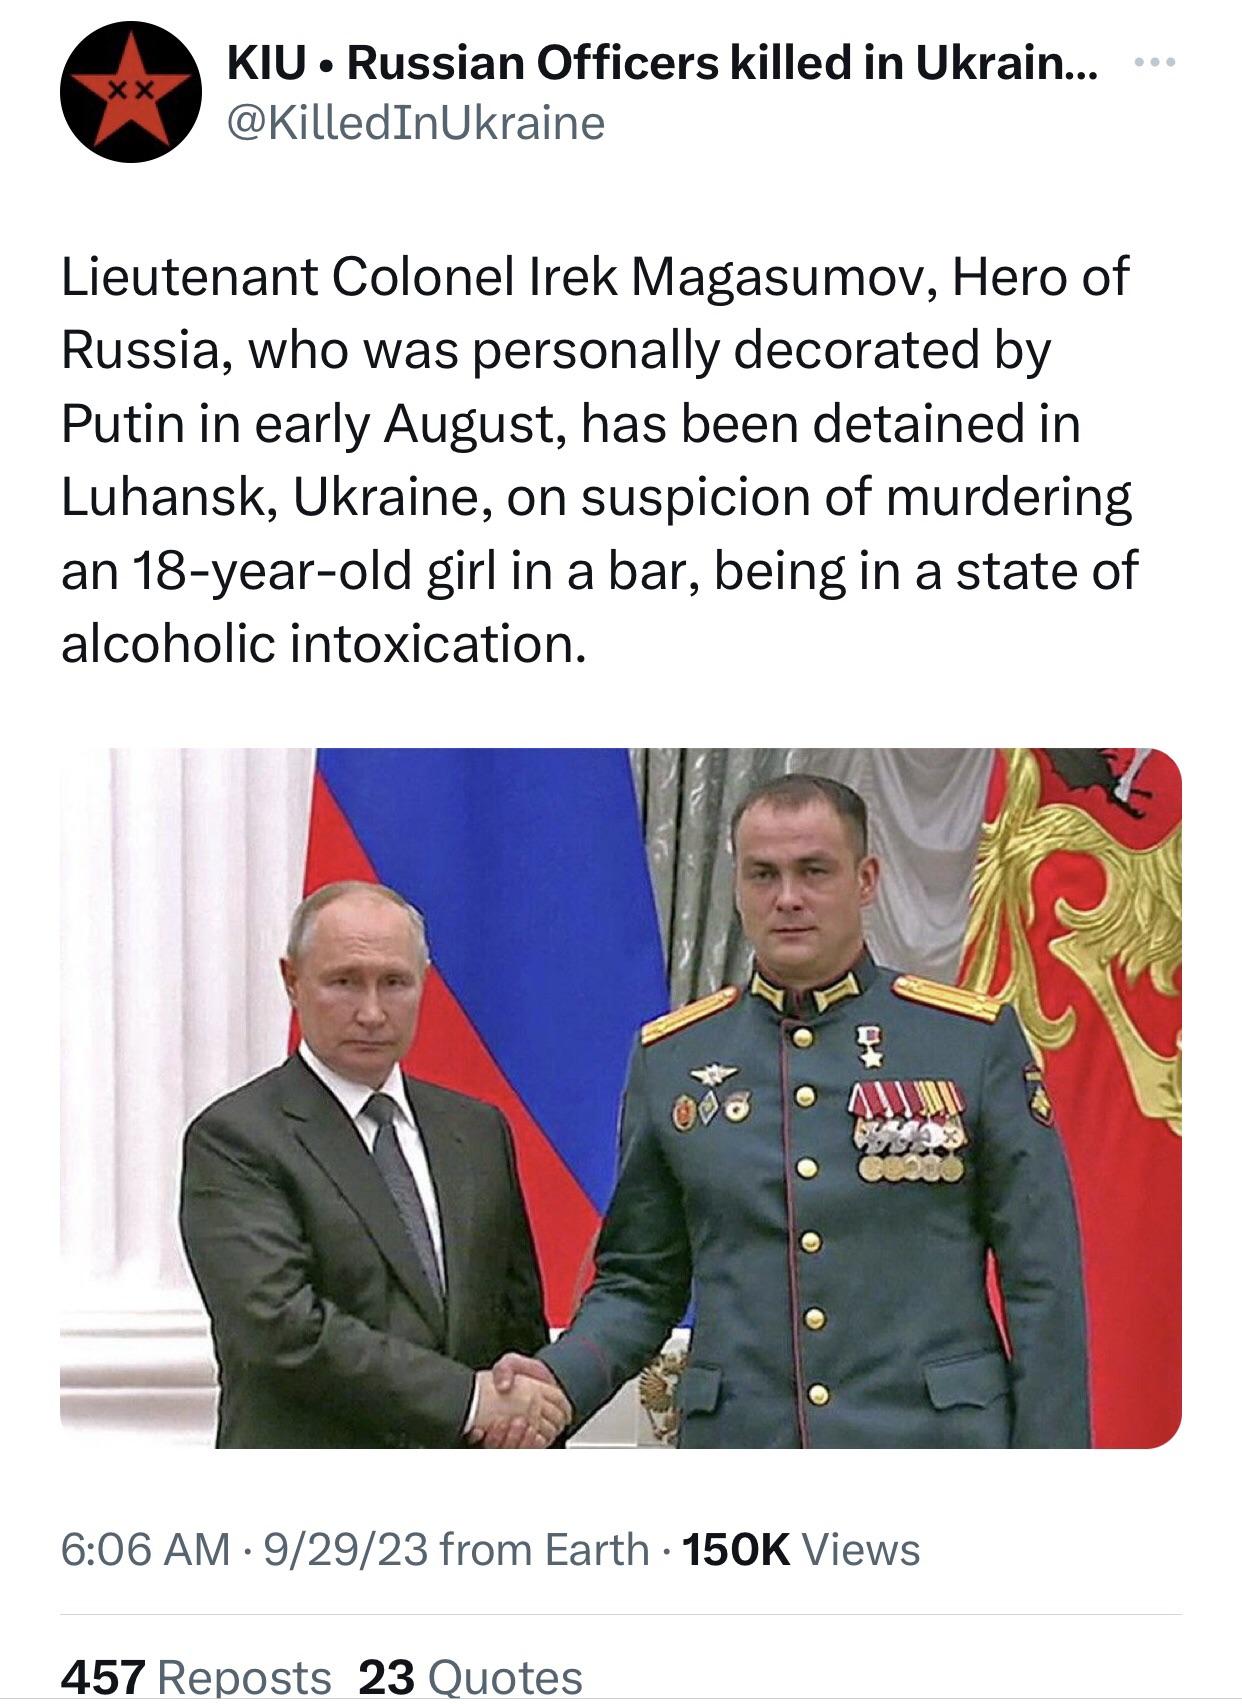 KIU • Russian Officers killed in Ukrain...
@KilledInUkraine
Lieutenant Colonel Irek Magasumov, Hero of
Russia, who was personally decorated by
Putin in early August, has been detained in
Luhansk, Ukraine, on suspicion of murdering
an 18-year-old girl in a bar, being in a state of
alcoholic intoxication.
6:06 AM · 9/29/23 from Earth · 150K Views
457 Reposts 23 Quotes